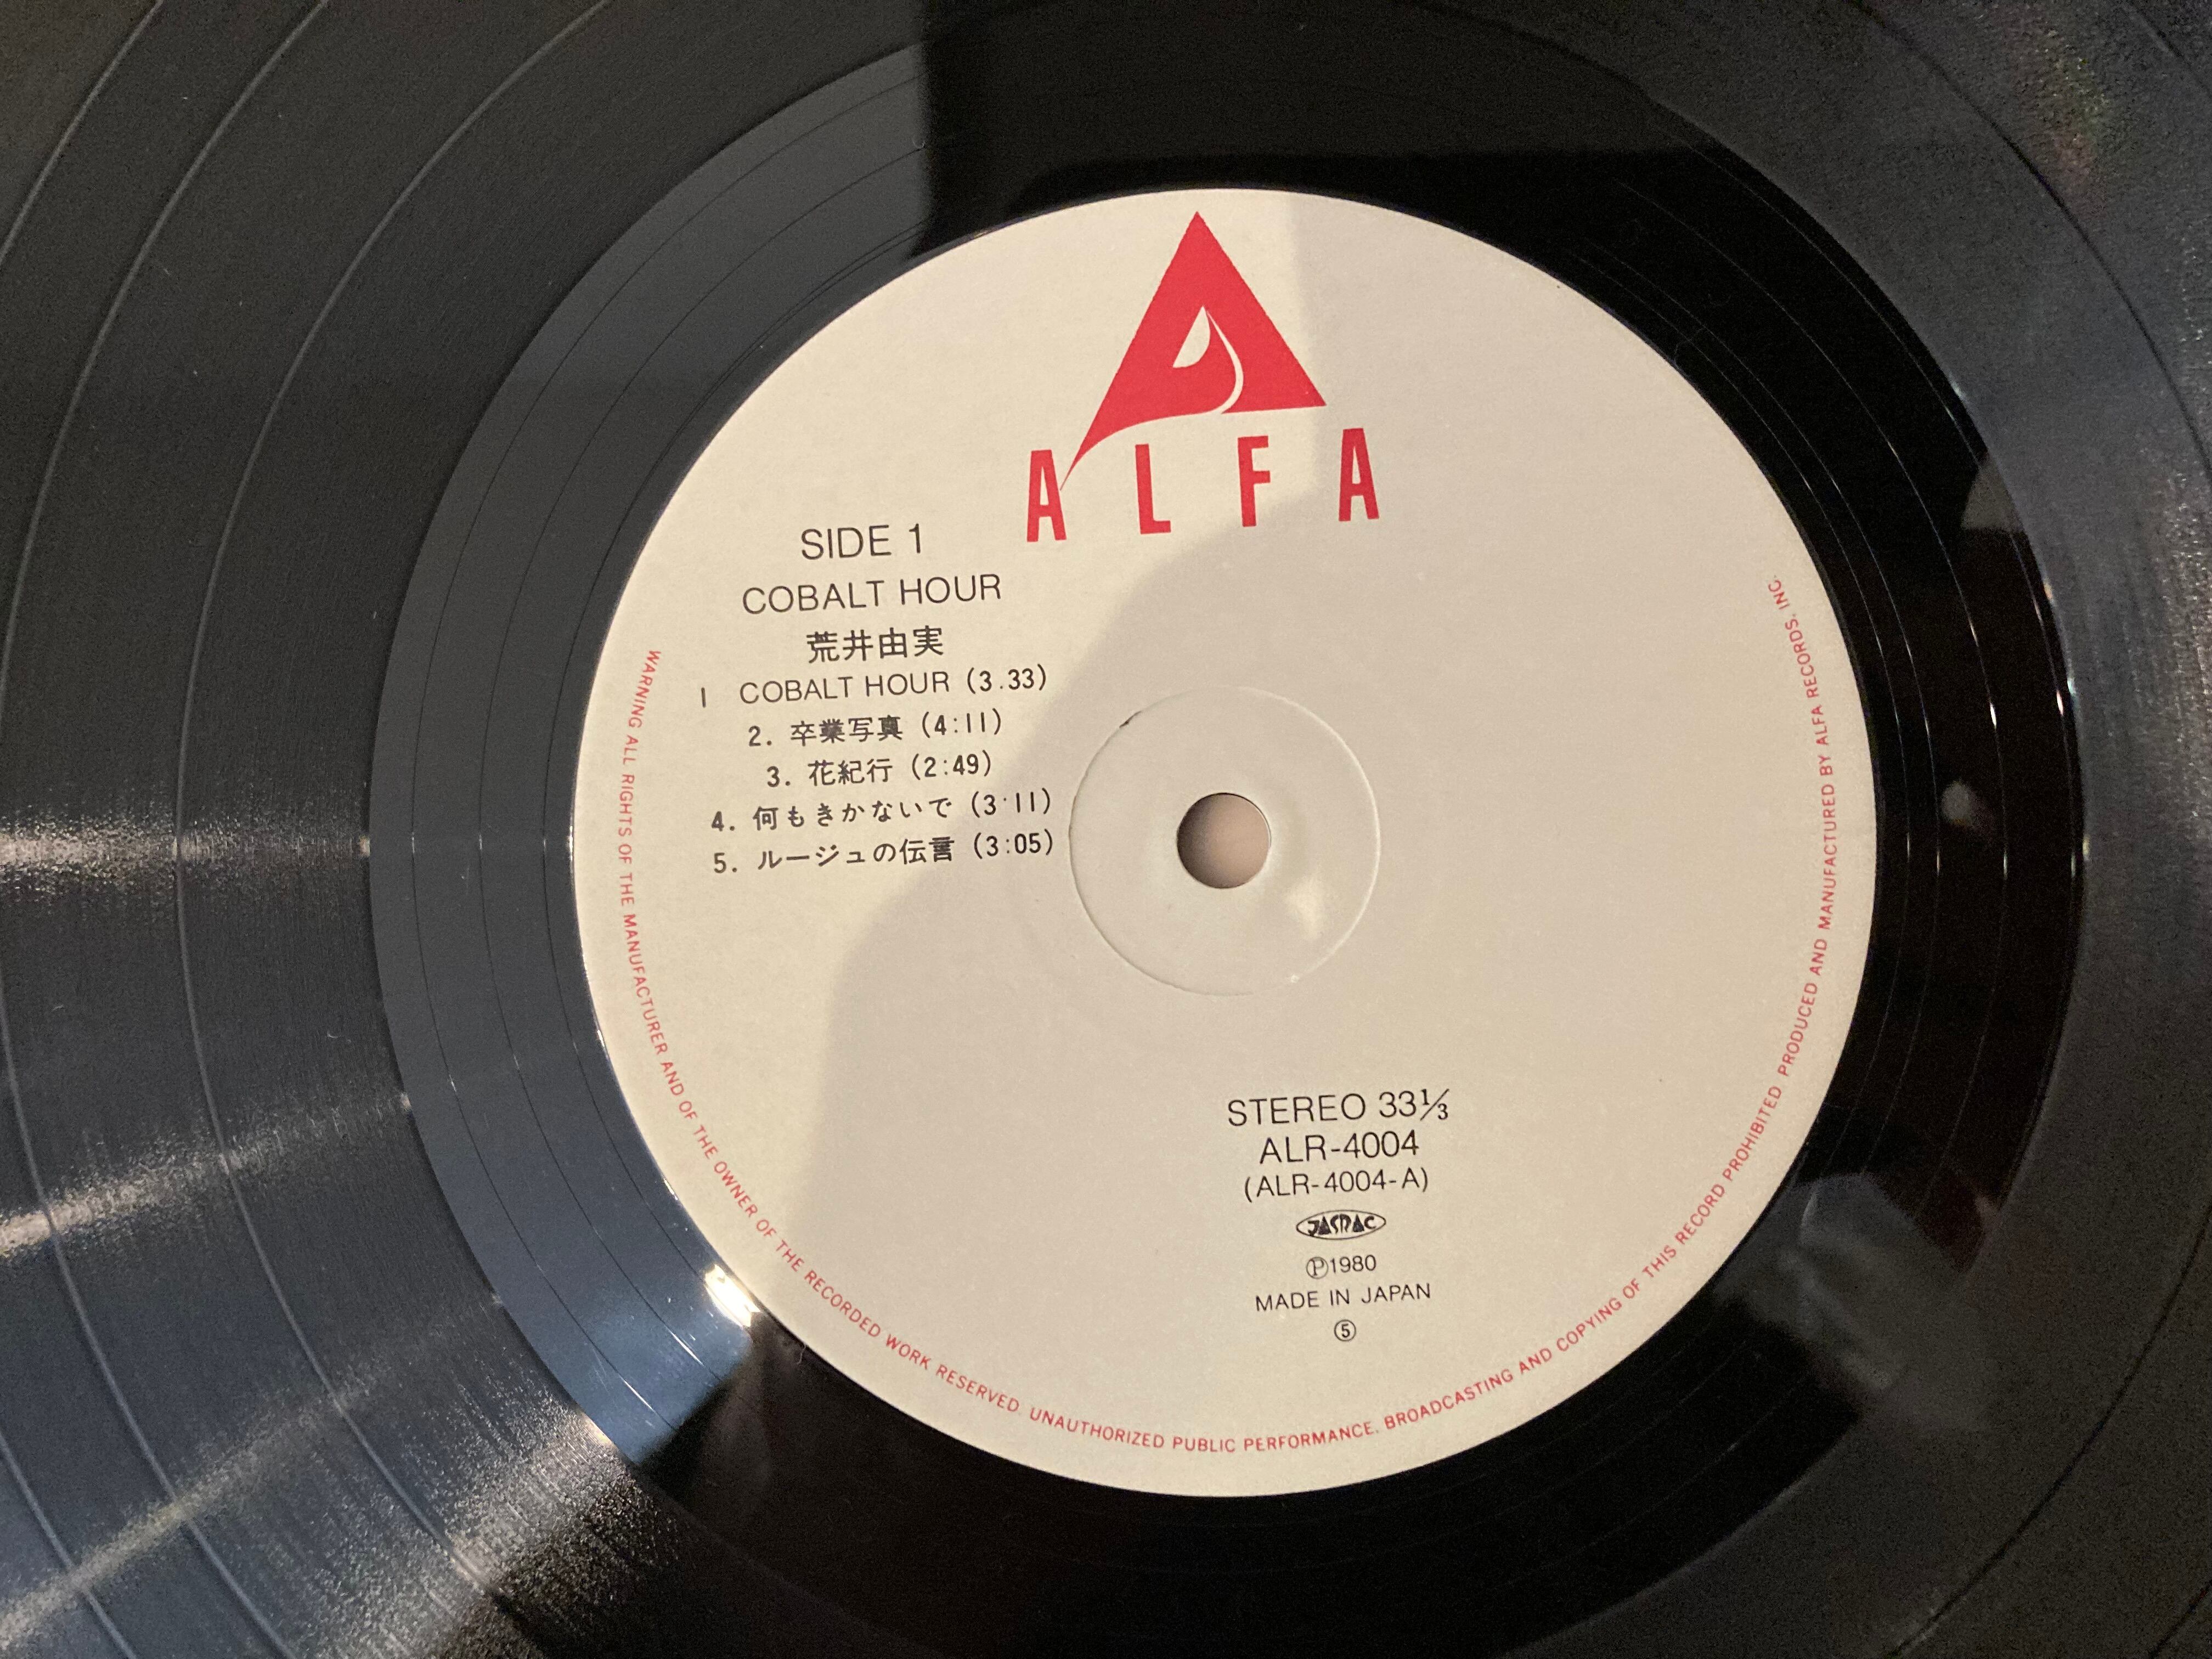 ALFA
SIDE 1
COBALT HOUR
荒井由実
1 COBALT HOUR (3.33)
2. 卒業写真 (4:11)
3. 花紀行 (2:49)
4. 何もきかないで (3・11)
5. ルージュの伝言 (3:05)
STEREO 33⅓
ALR-4004
(ALR-4004-A)
JASRAC
Ⓟ1980
MADE IN JAPAN
⑤
WARNING ALL RIGHTS OF THE MANUFACTURER AND OF THE OWNER OF THE RECORDED WORK RESERVED. UNAUTHORIZED PUBLIC PERFORMANCE. BROADCASTING AND COPYING OF THIS RECORD PROHIBITED. PRODUCED AND MANUFACTURED BY ALFA RECORDS. INC.